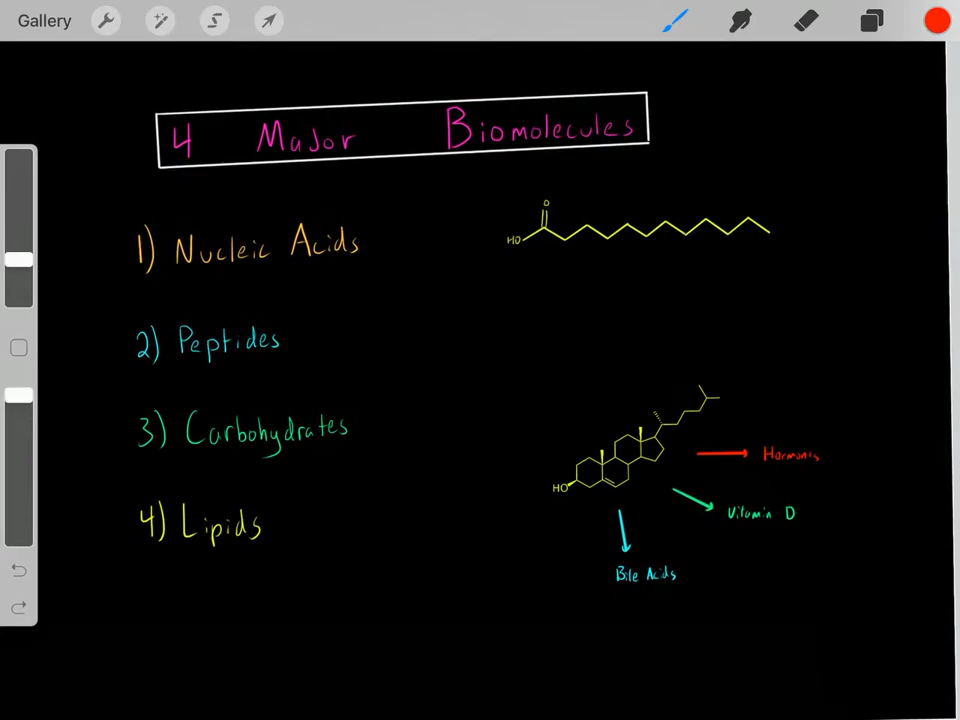 Gallery
4 Major Biomolecules
1) Nucleic Acids
O
HO
2) Peptides
3) Carbohydrates
HO
Hormones
Vitamin D
4) Lipids
Bile Acids